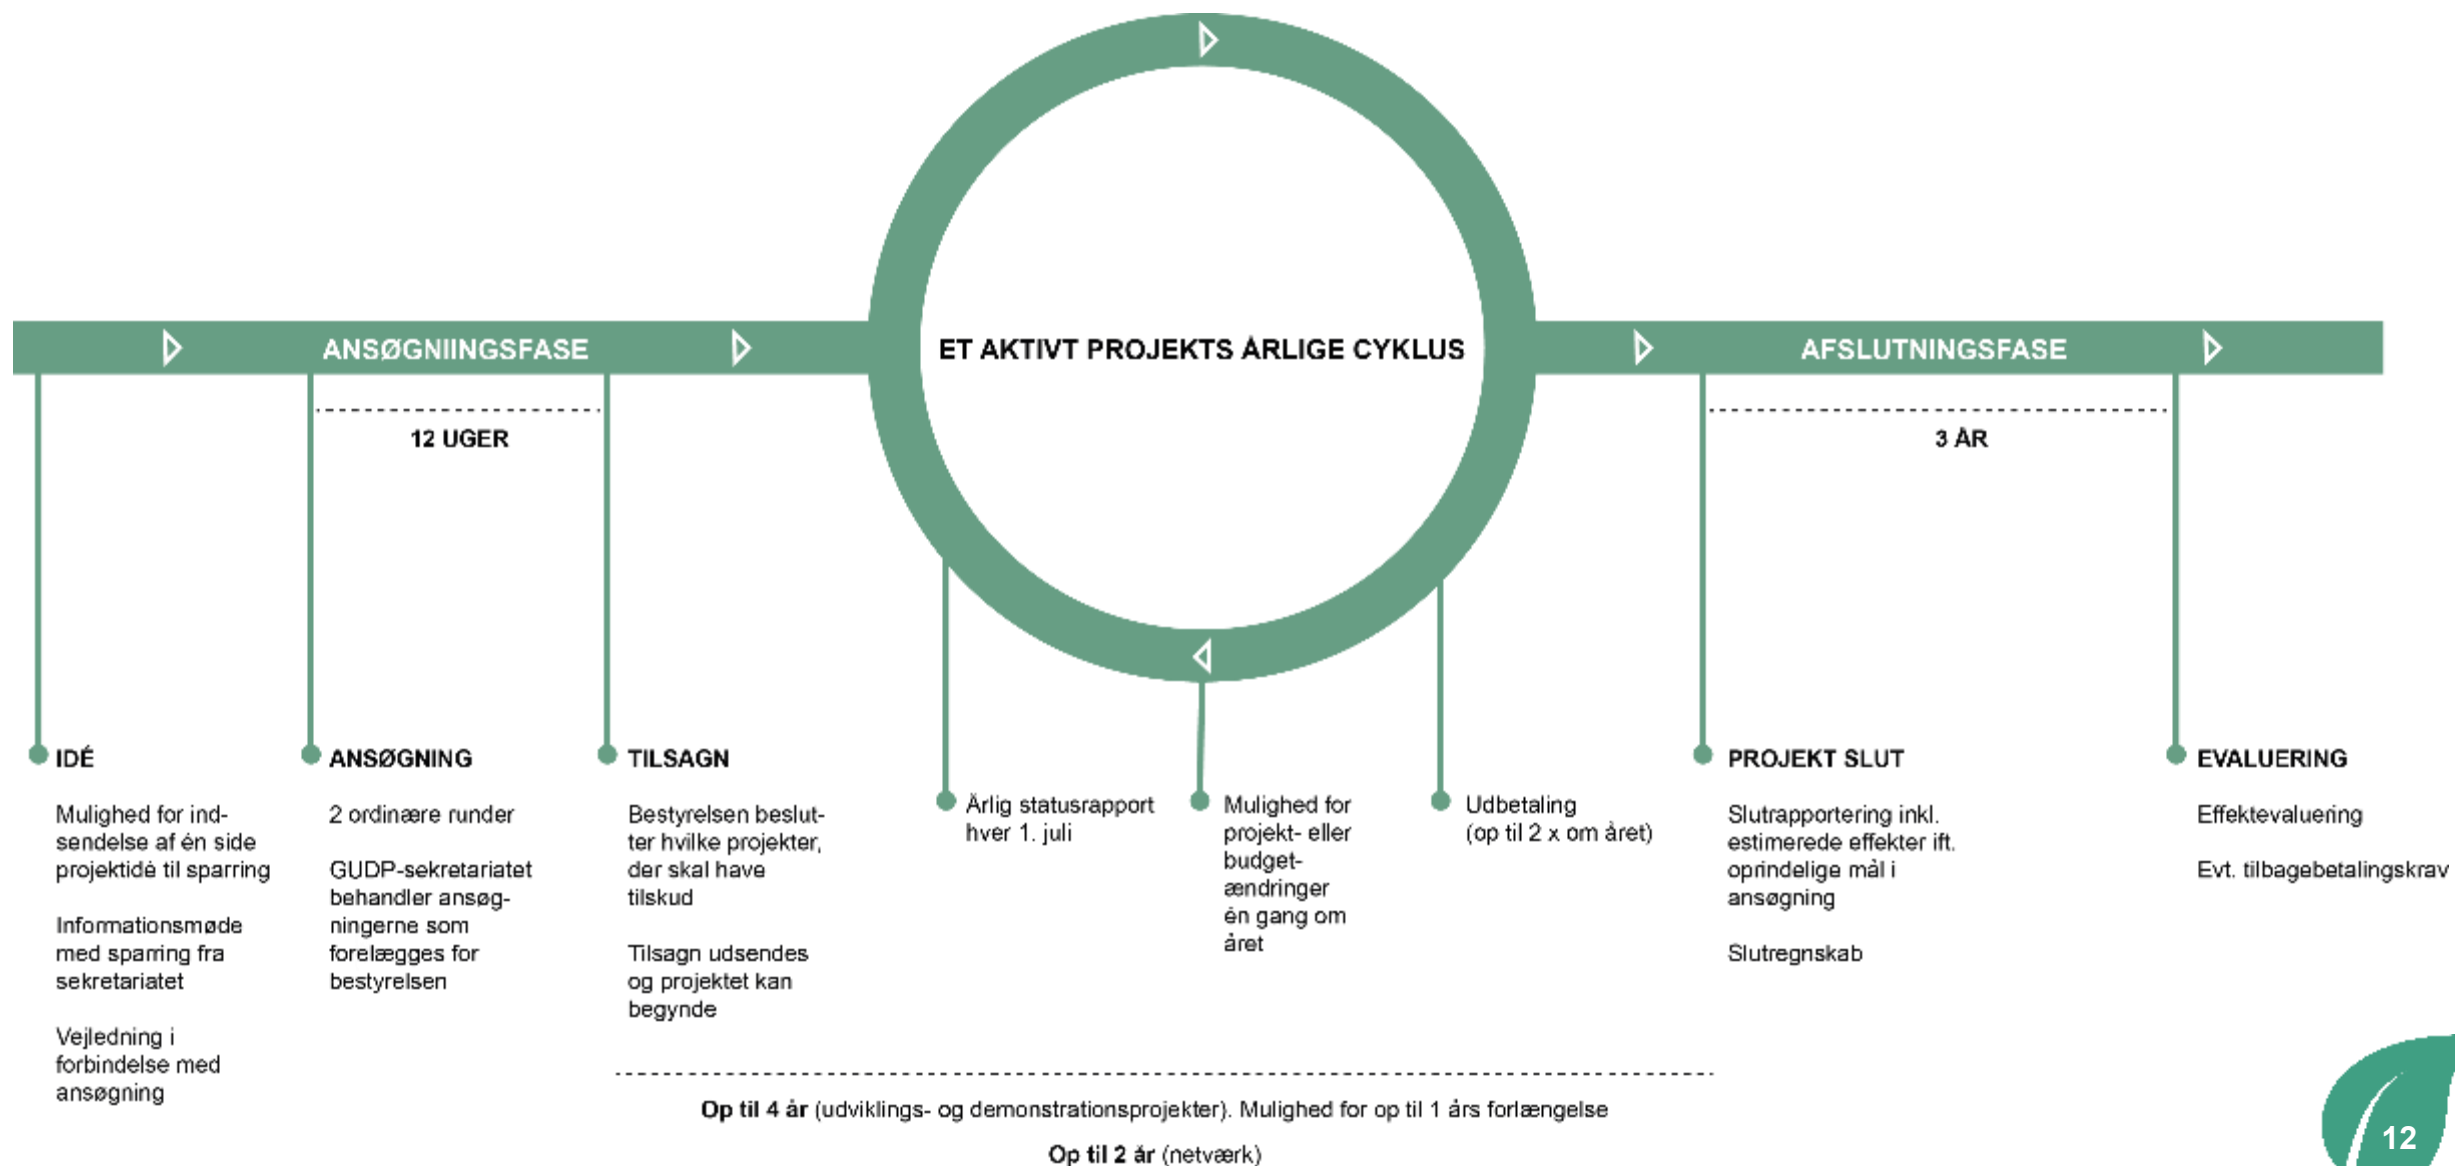 ANSØGNIINGSFASE
ET AKTIVT PROJEKTS ÅRLIGE CYKLUS
AFSLUTNINGSFASE
12 UGER
3 ÅR
IDÉ
Mulighed for ind-
sendelse af én side
projektidé til sparring
Informationsmøde
med sparring fra
sekretariatet
Vejledning i
forbindelse med
ansøgning
ANSØGNING
2 ordinære runder
GUDP-sekretariatet
behandler ansøg-
ningerne som
forelægges for
bestyrelsen
TILSAGN
Bestyrelsen beslut-
ter hvilke projekter,
der skal have
tilskud
Tilsagn udsendes
og projektet kan
begynde
Årlig statusrapport
hver 1. juli
Mulighed for
projekt- eller
budget-
ændringer
én gang om
året
Udbetaling
(op til 2 x om året)
PROJEKT SLUT
Slutrapportering inkl.
estimerede effekter ift.
oprindelige mål i
ansøgning
Slutregnskab
EVALUERING
Effektevaluering
Evt. tilbagebetalingskrav
Op til 4 år (udviklings- og demonstrationsprojekter). Mulighed for op til 1 års forlængelse
Op til 2 år (netværk)
12